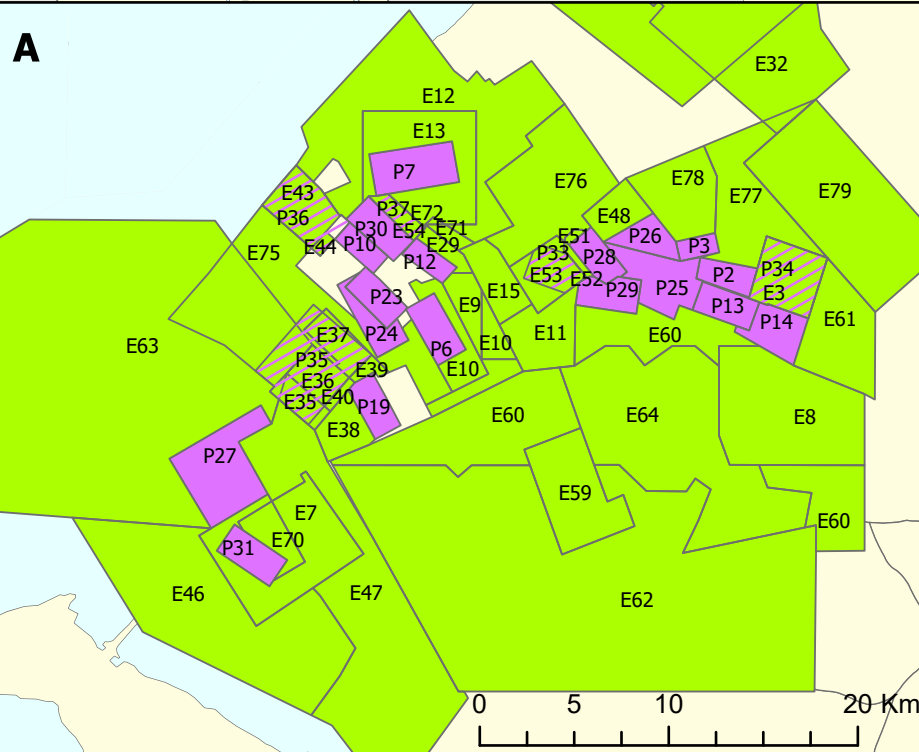 A
E32
E12
E13
P7
E76
E78
E77
E79
E43
P36
P37
E72
E48
P30
E54
E71
E44
P10
E29
P12
E51
P26
P3
E75
P33
P28
E53
E52
P2
P34
E3
P23
E9
E15
P29
P25
P13
P14
E61
E63
E37
P24
P6
E10
E10
E11
E60
P35
E36
E39
E35
E40
P19
E38
E60
E64
E8
P27
E59
E7
E70
P31
E60
E46
E47
E62
0 5 10 20 Km